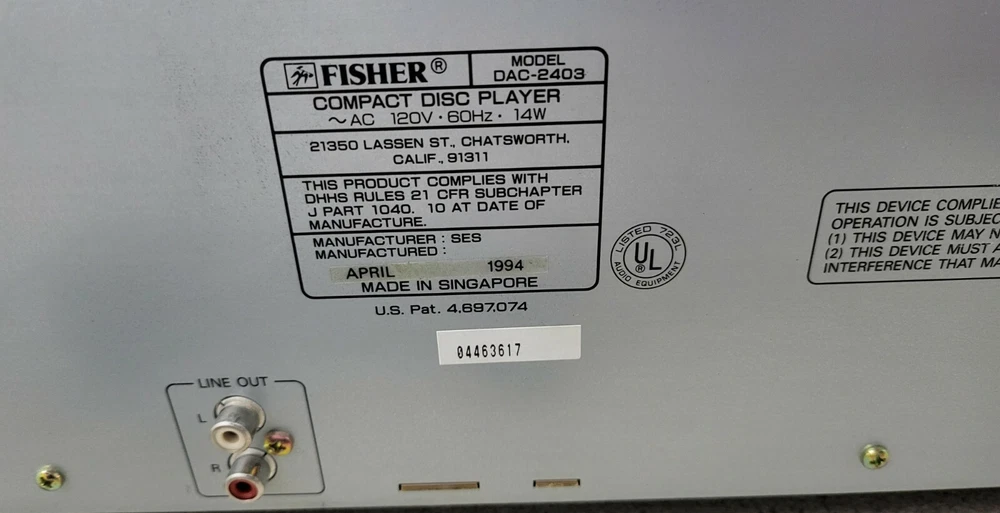 FISHER®
MODEL
DAC-2403
COMPACT DISC PLAYER
~AC 120V · 60Hz · 14W
21350 LASSEN ST., CHATSWORTH,
CALIF., 91311
THIS PRODUCT COMPLIES WITH
DHHS RULES 21 CFR SUBCHAPTER
J PART 1040. 10 AT DATE OF
MANUFACTURE.
MANUFACTURER : SES
MANUFACTURED :
APRIL 1994
MADE IN SINGAPORE
U.S. Pat. 4,697,074
LISTED 723L
UL®
AUDIO EQUIPMENT
THIS DEVICE COMPLIE
OPERATION IS SUBJEC
(1) THIS DEVICE MAY N
(2) THIS DEVICE MUST A
INTERFERENCE THAT MA
04463617
LINE OUT
L
R